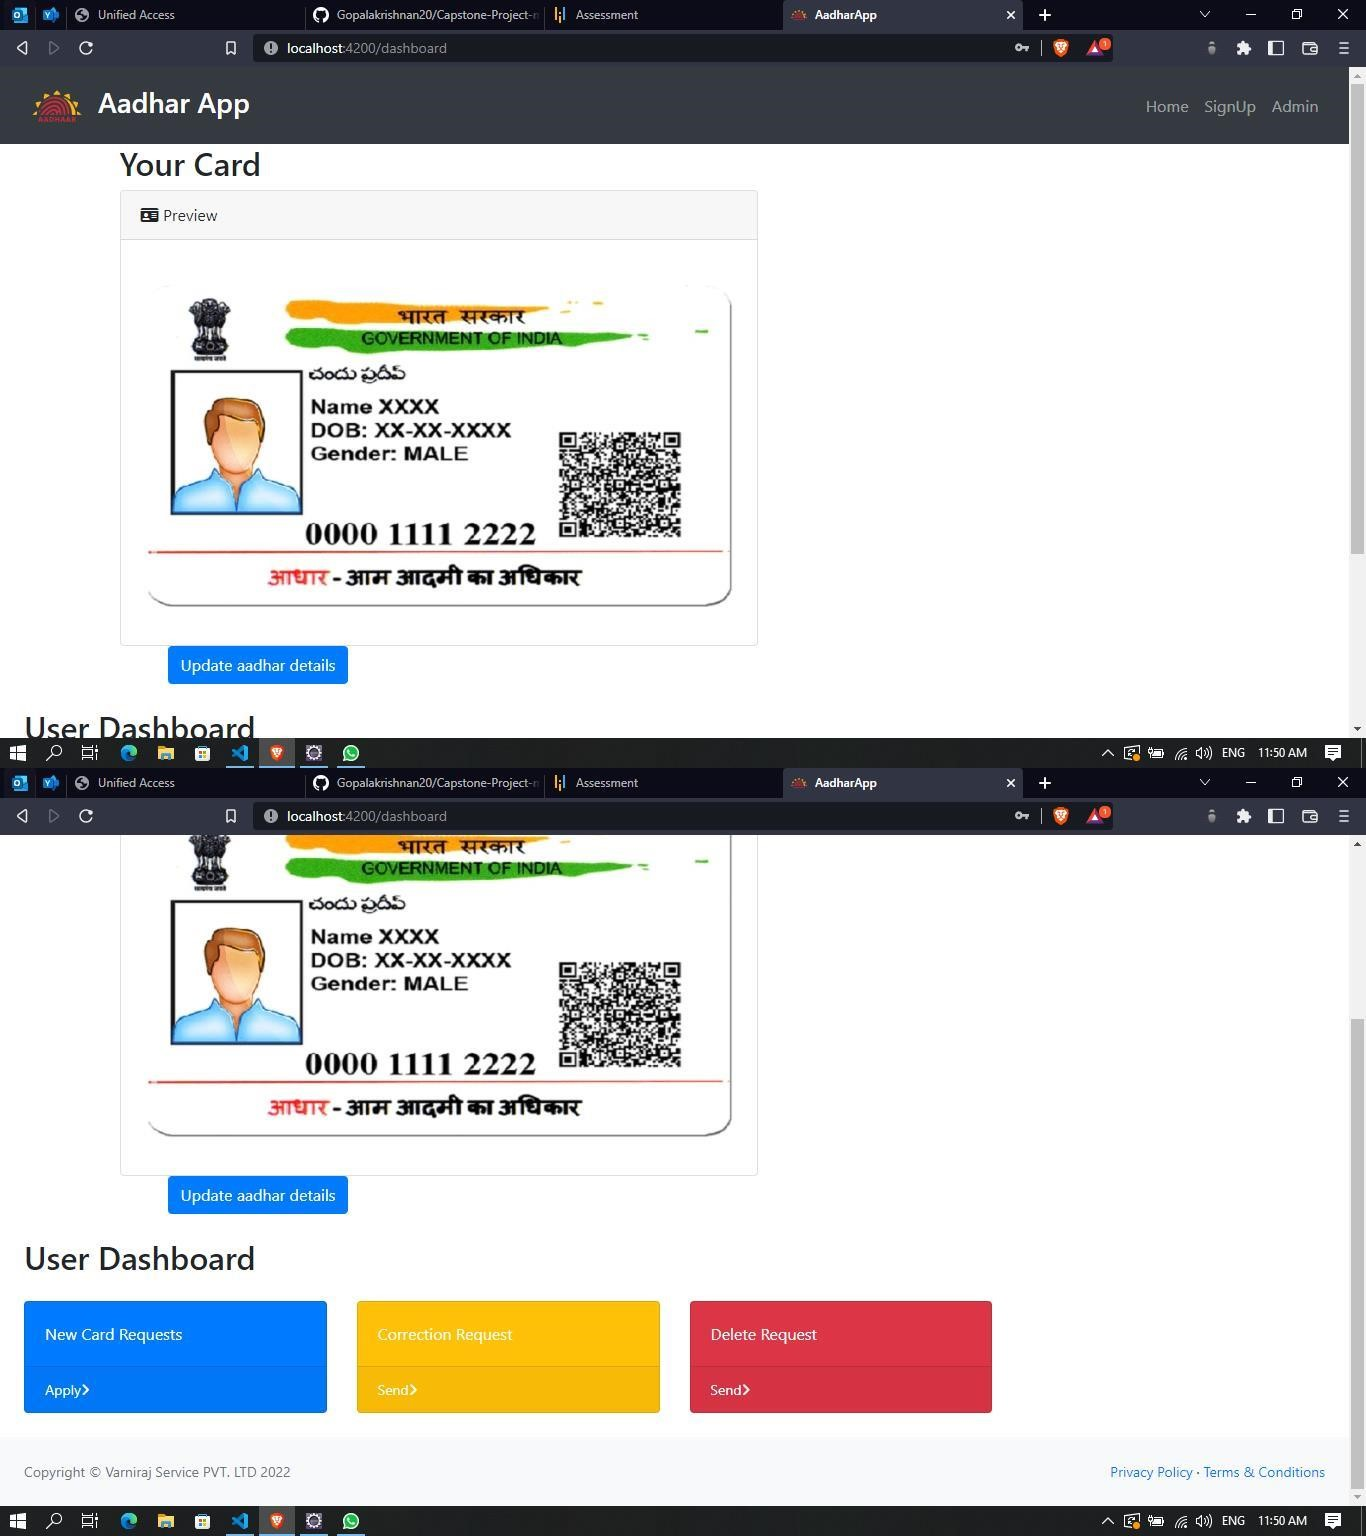 Unified Access
Gopalakrishnan20/Capstone-Project-
Assessment
AadharApp
localhost:4200/dashboard
AADHAAR
Aadhar App
Home
SignUp
Admin
Your Card
Preview
भारत सरकार
GOVERNMENT OF INDIA
చందు ప్రదీప్
Name XXXX
DOB: XX-XX-XXXX
Gender: MALE
0000 1111 2222
आधार - आम आदमी का अधिकार
Update aadhar details
User Dashboard
ENG
11:50 AM
Unified Access
Gopalakrishnan20/Capstone-Project-
Assessment
AadharApp
localhost:4200/dashboard
भारत सरकार
GOVERNMENT OF INDIA
చందు ప్రదీప్
Name XXXX
DOB: XX-XX-XXXX
Gender: MALE
0000 1111 2222
आधार - आम आदमी का अधिकार
Update aadhar details
User Dashboard
New Card Requests
Apply
Correction Request
Send
Delete Request
Send
Copyright © Varniraj Service PVT. LTD 2022
Privacy Policy · Terms & Conditions
ENG
11:50 AM